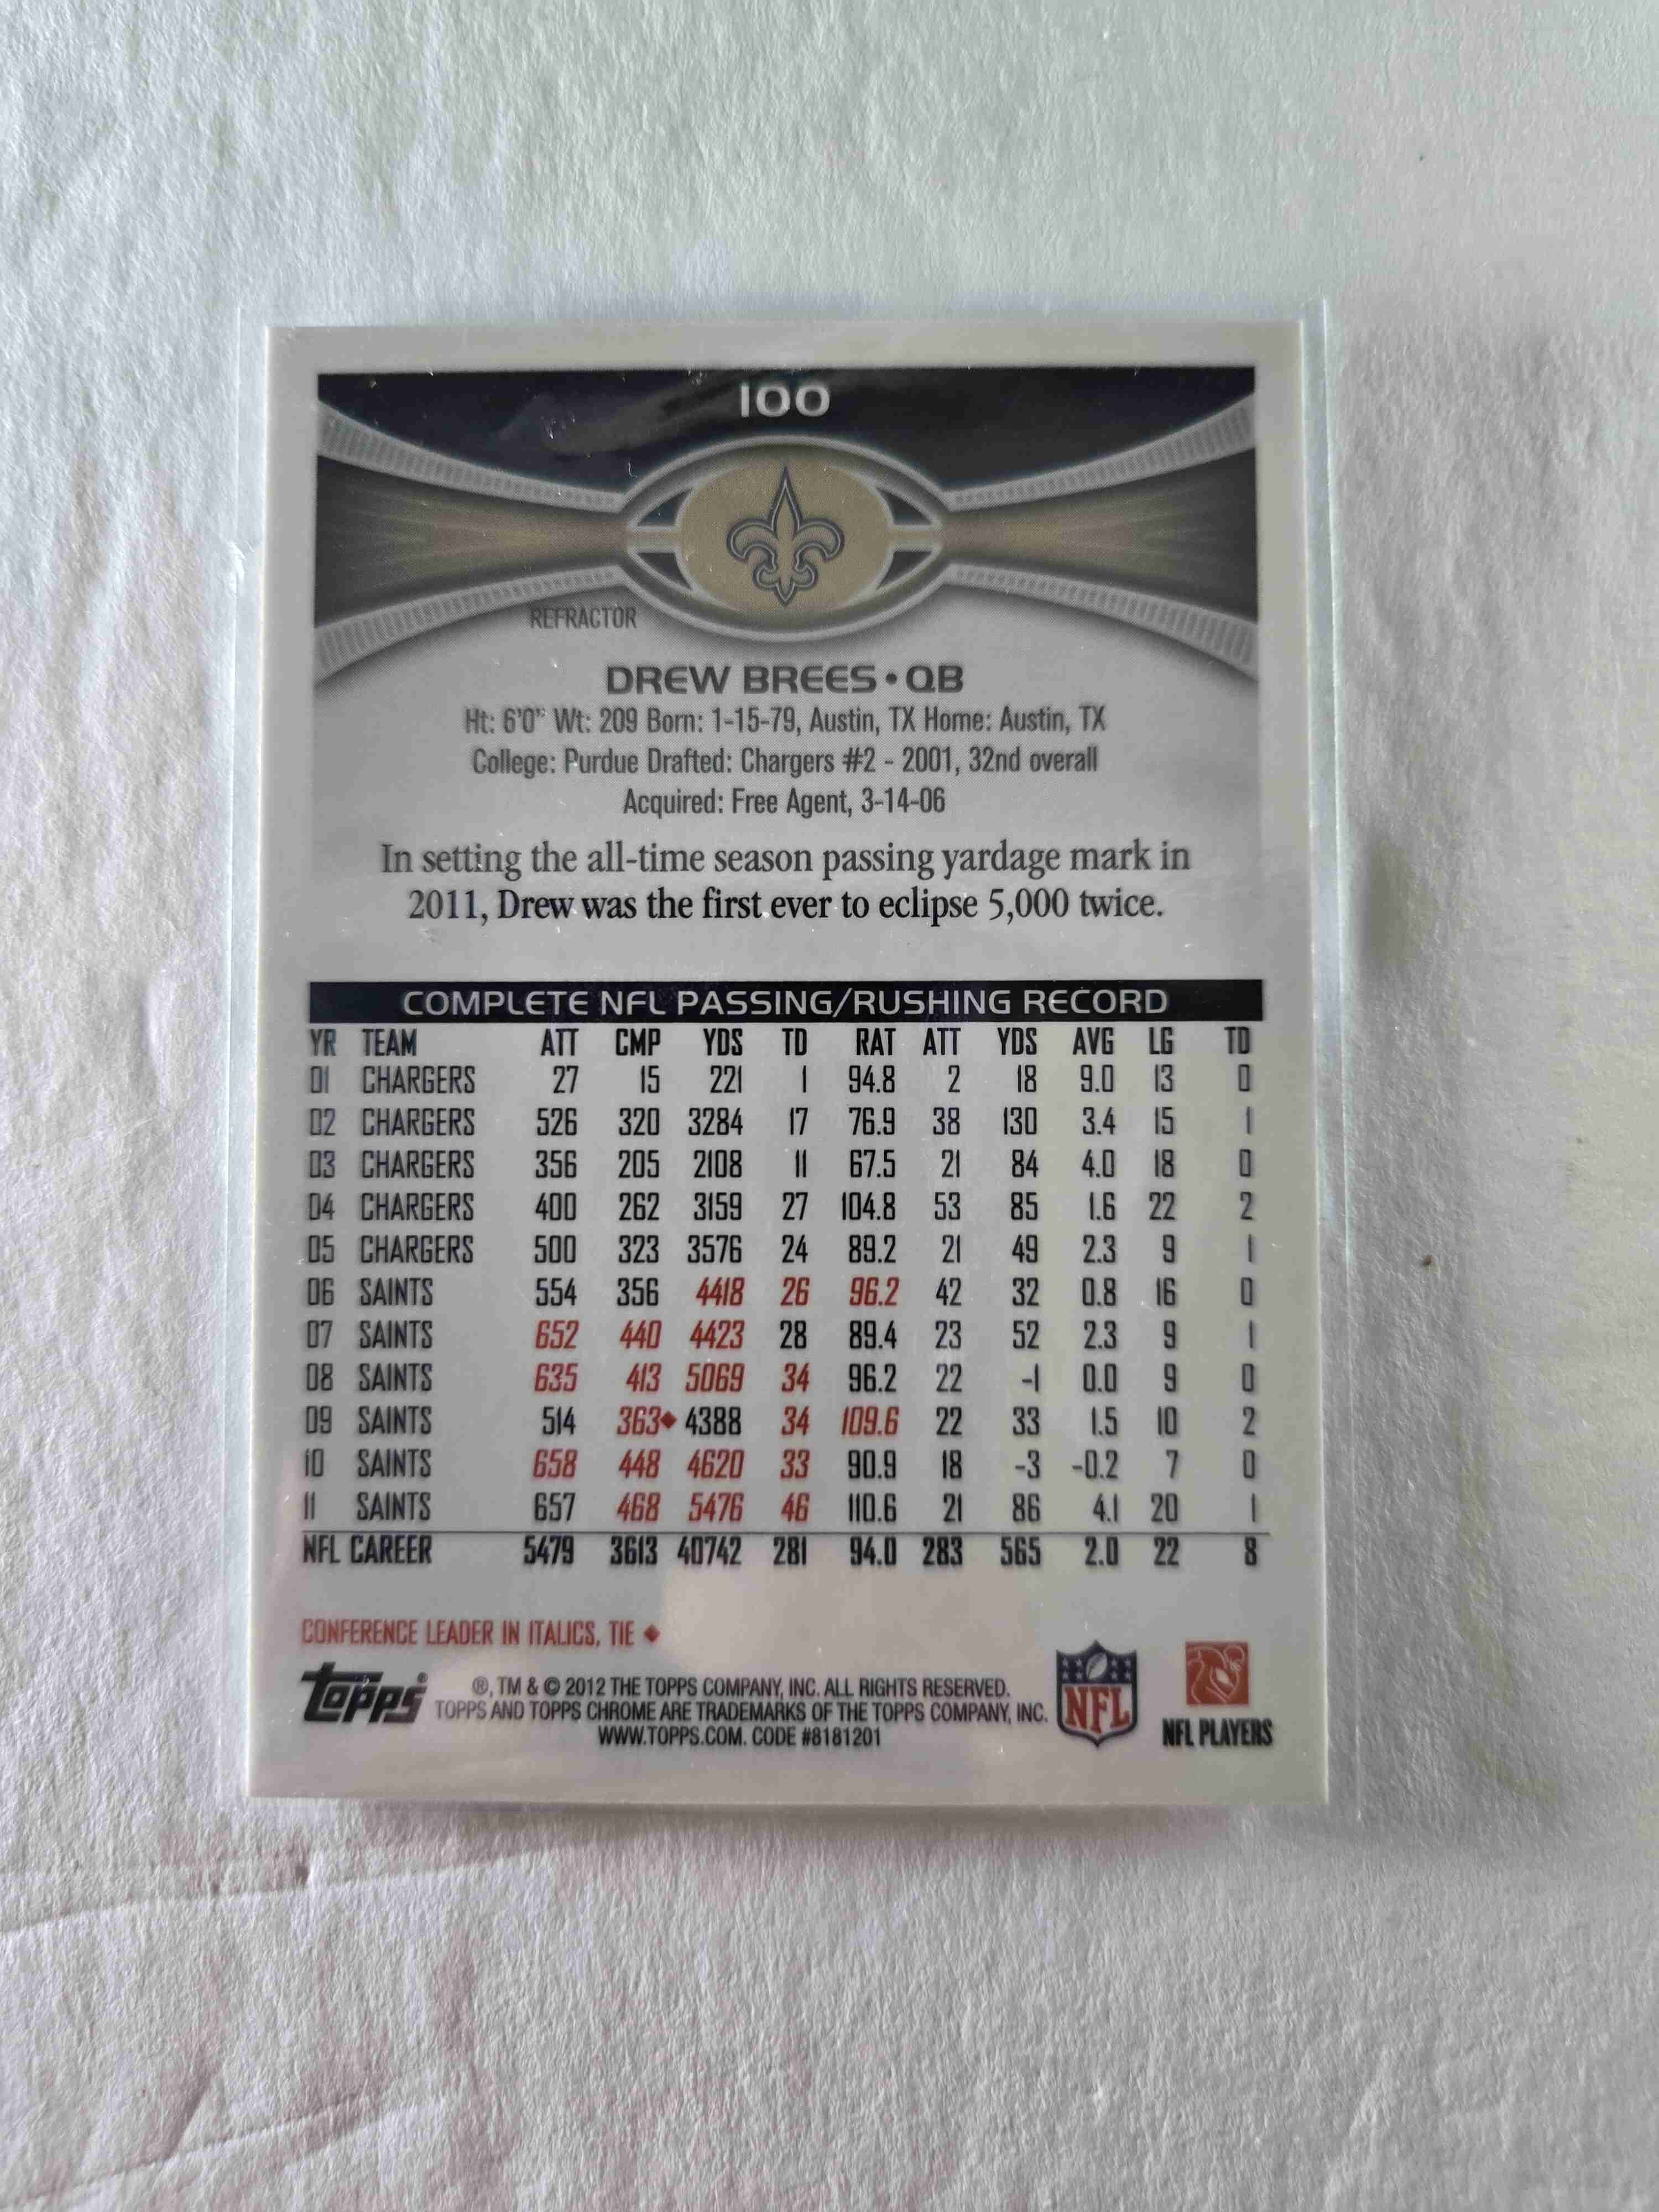 100
REFRACTOR
DREW BREES • QB
Ht: 6'0" Wt: 209 Born: 1-15-79, Austin, TX Home: Austin, TX
College: Purdue Drafted: Chargers #2 - 2001, 32nd overall
Acquired: Free Agent, 3-14-06
In setting the all-time season passing yardage mark in
2011, Drew was the first ever to eclipse 5,000 twice.
COMPLETE NFL PASSING/RUSHING RECORD
YR TEAM ATT CMP YDS TD RAT ATT YDS AVG LG TD
01 CHARGERS 27 15 221 1 94.8 2 18 9.0 13 0
02 CHARGERS 526 320 3284 17 76.9 38 130 3.4 15 1
03 CHARGERS 356 205 2108 11 67.5 21 84 4.0 18 0
04 CHARGERS 400 262 3159 27 104.8 53 85 1.6 22 2
05 CHARGERS 500 323 3576 24 89.2 21 49 2.3 9 1
06 SAINTS 554 356 4418 26 96.2 42 32 0.8 16 0
07 SAINTS 652 440 4423 28 89.4 23 52 2.3 9 1
08 SAINTS 635 413 5069 34 96.2 22 -1 0.0 9 0
09 SAINTS 514 363♦ 4388 34 109.6 22 33 1.5 10 2
10 SAINTS 658 448 4620 33 90.9 18 -3 -0.2 7 0
11 SAINTS 657 468 5476 46 110.6 21 86 4.1 20 1
NFL CAREER 5479 3613 40742 281 94.0 283 565 2.0 22 8
CONFERENCE LEADER IN ITALICS, TIE ♦
topps®
®, TM & © 2012 THE TOPPS COMPANY, INC. ALL RIGHTS RESERVED.
TOPPS AND TOPPS CHROME ARE TRADEMARKS OF THE TOPPS COMPANY, INC.
WWW.TOPPS.COM. CODE #8181201
NFL
NFL PLAYERS